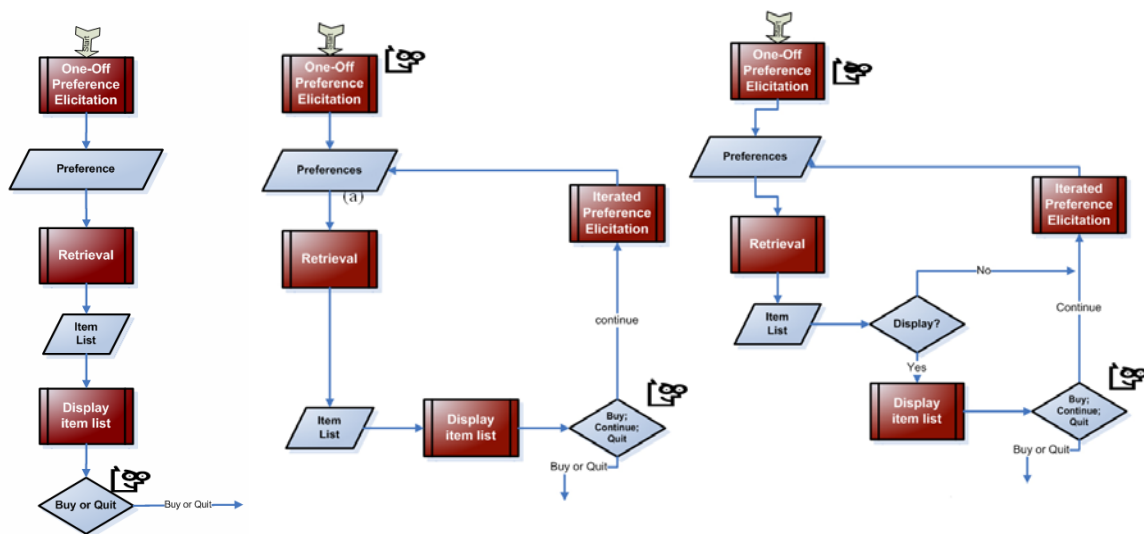 Start
One-Off
Preference
Elicitation
Preference
Retrieval
Item
List
Display
item list
Buy or Quit
Buy or Quit
Start
One-Off
Preference
Elicitation
Preferences
(a)
Retrieval
Item
List
Display
item list
Buy;
Continue;
Quit
continue
Iterated
Preference
Elicitation
Buy or Quit
Start
One-Off
Preference
Elicitation
Preferences
Retrieval
Item
List
Display?
No
Yes
Display
item list
Buy;
Continue;
Quit
Continue
Iterated
Preference
Elicitation
Buy or Quit